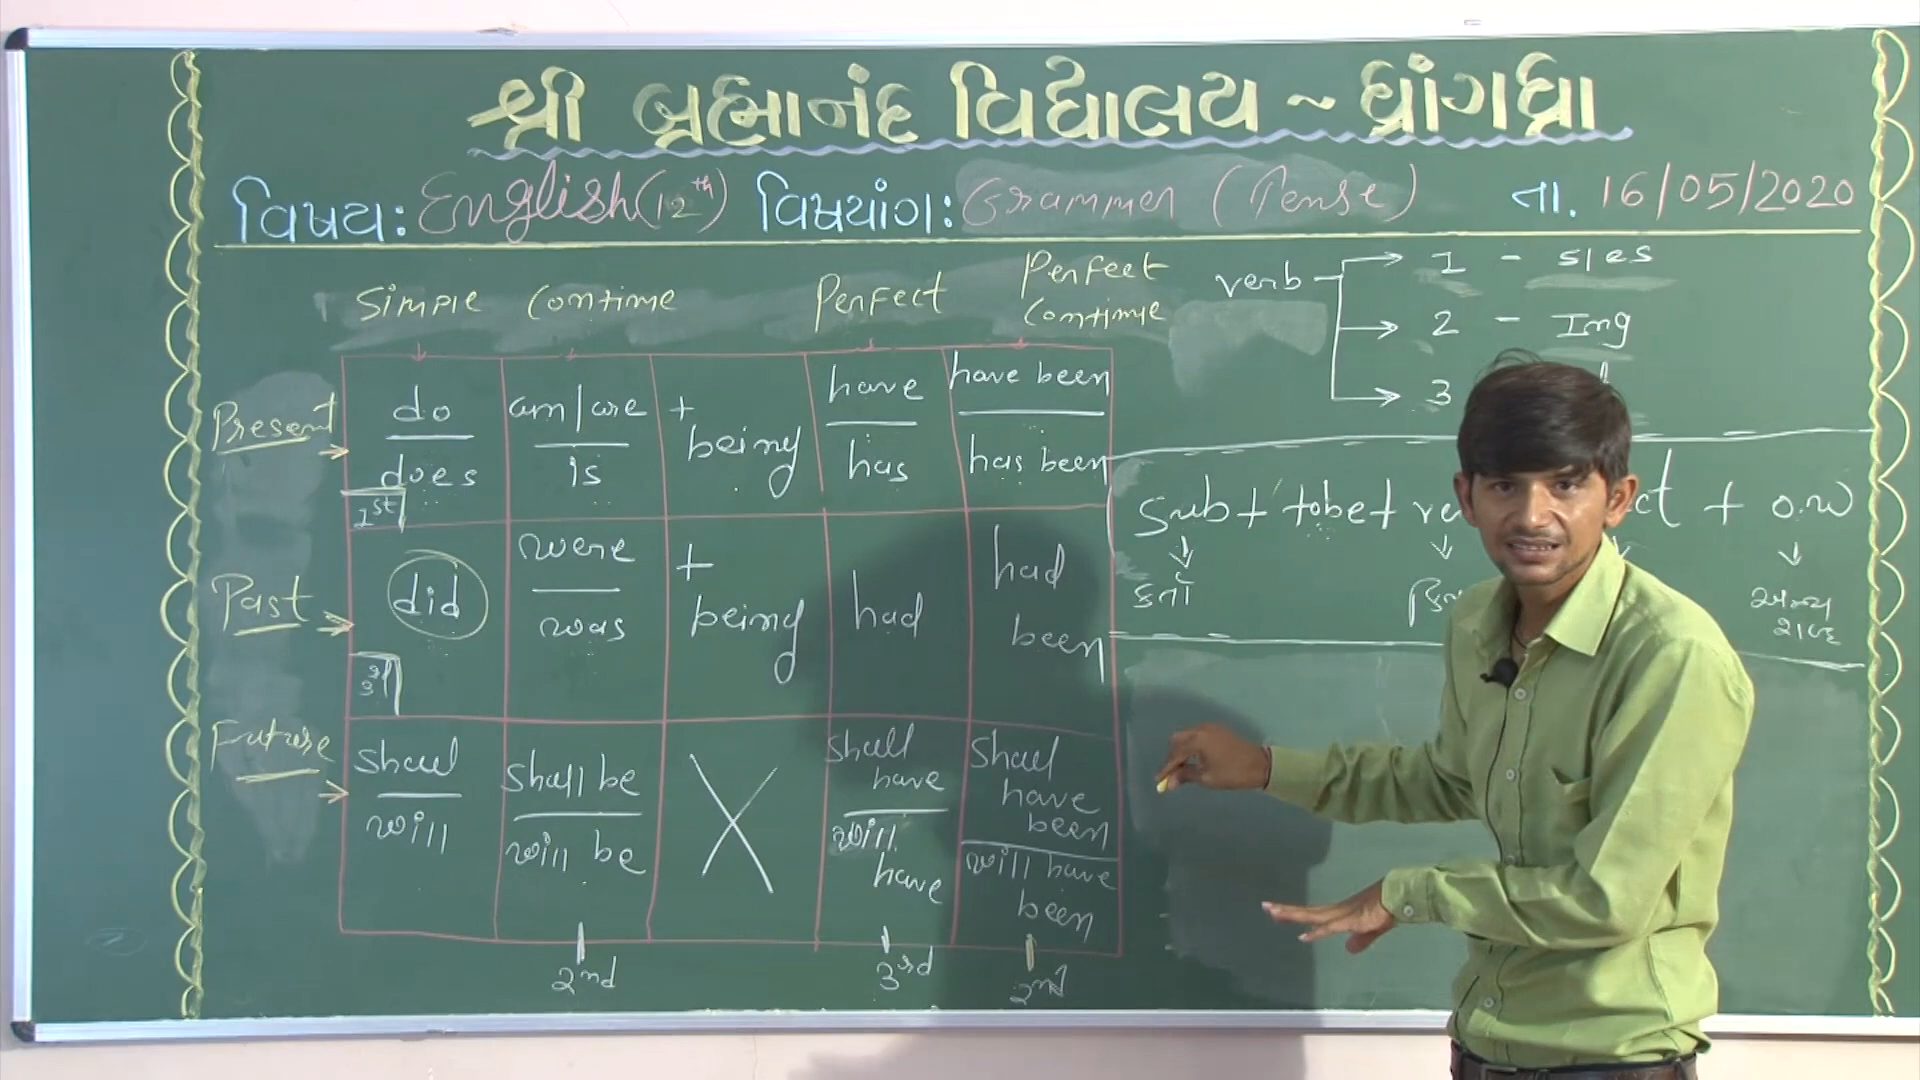 શ્રી બ્રહ્માનંદ વિદ્યાલય ~ ધ્રાંગધ્રા
વિષય: English (12th) વિષયાંગ: Grammer (Tense) તા. 16/05/2020
Simple Contime Perfect Perfect Contime
Present do does 1st am/are is + being have has have been has been
Past did 3rd were was + being had had been
Future shall will shall be will be shall have will have shall have been will have been
2nd 3rd 2nd
verb
1 - s/es
2 - Ing
3
Sub + tobe + ve ct + o.w
કર્તા અન્ય શબ્દ